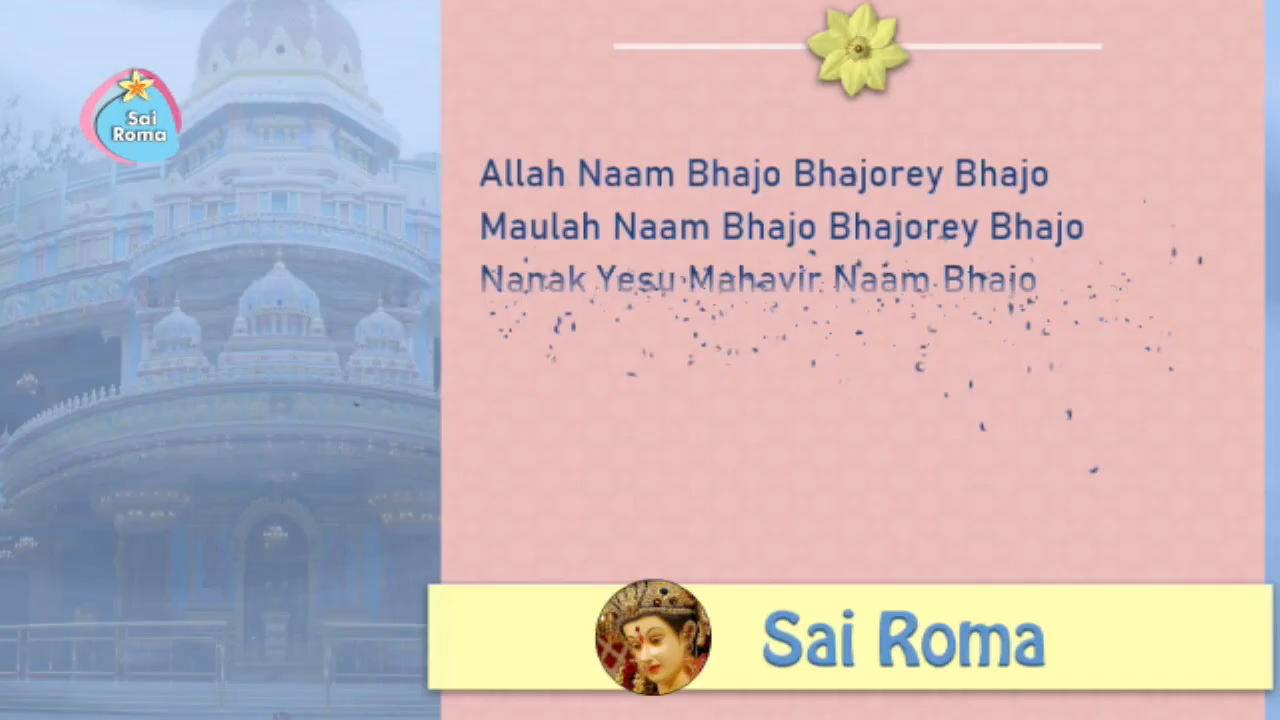 Sai
Roma
Allah Naam Bhajo Bhajorey Bhajo
Maulah Naam Bhajo Bhajorey Bhajo
Nanak Yesu Mahavir Naam Bhajo
Sai Roma